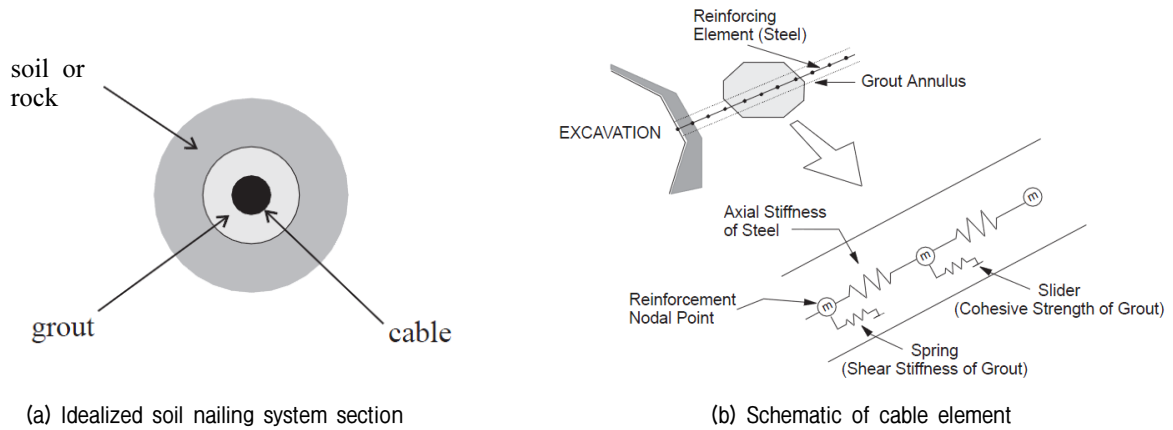 soil or
rock
grout
cable
(a) Idealized soil nailing system section
Reinforcing
Element (Steel)
Grout Annulus
EXCAVATION
Axial Stiffness
of Steel
m
m
m
Reinforcement
Nodal Point
Slider
(Cohesive Strength of Grout)
Spring
(Shear Stiffness of Grout)
(b) Schematic of cable element